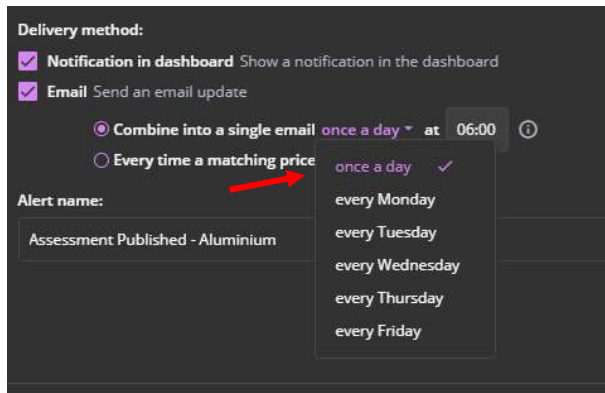 Delivery method:
Notification in dashboard Show a notification in the dashboard
Email Send an email update
Combine into a single email once a day at 06:00
Every time a matching price
once a day
every Monday
Alert name:
every Tuesday
Assessment Published - Aluminium
every Wednesday
every Thursday
every Friday